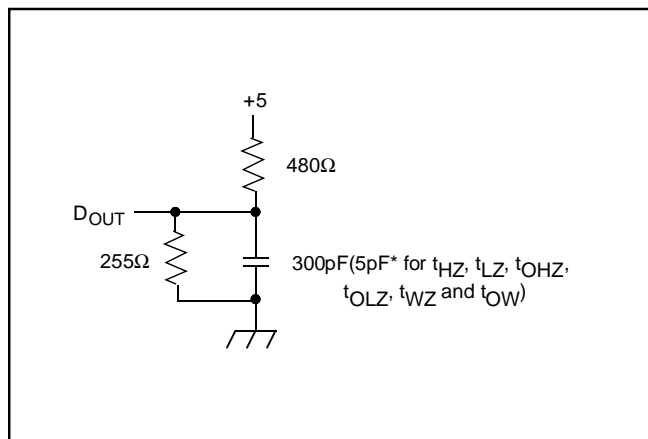 +5
480Ω
DOUT
255Ω
300pF(5pF* for tHZ, tLZ, tOHZ,
tOLZ, tWZ and tOW)